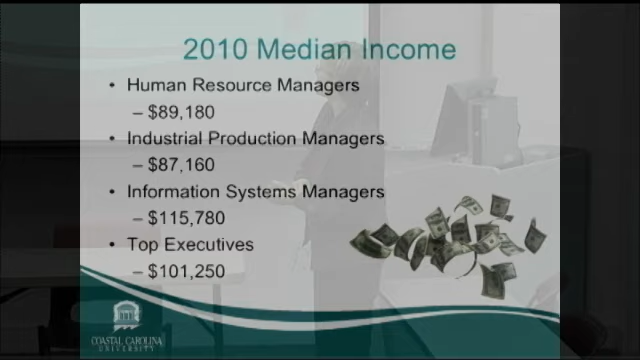 2010 Median Income
• Human Resource Managers
– $89,180
• Industrial Production Managers
– $87,160
• Information Systems Managers
– $115,780
• Top Executives
– $101,250
COASTAL CAROLINA
UNIVERSITY